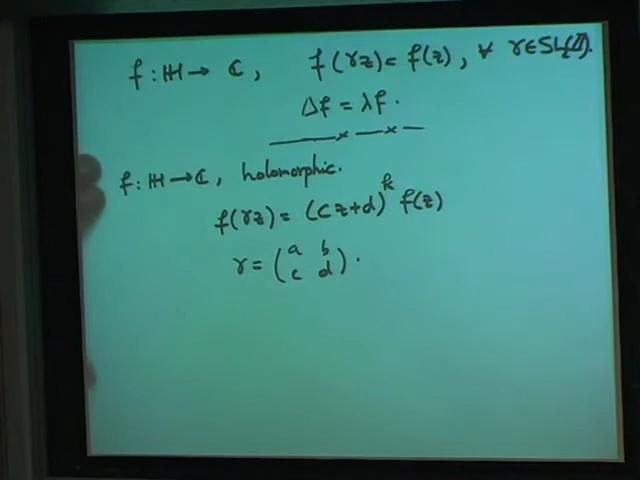 f : ℍ → ℂ, f(γz) = f(z), ∀ γ ∈ SL₂(ℤ).
Δf = λf.
——x—x—
f : ℍ → ℂ, holomorphic.
f(γz) = (cz+d)^k f(z)
γ = (a b
c d).